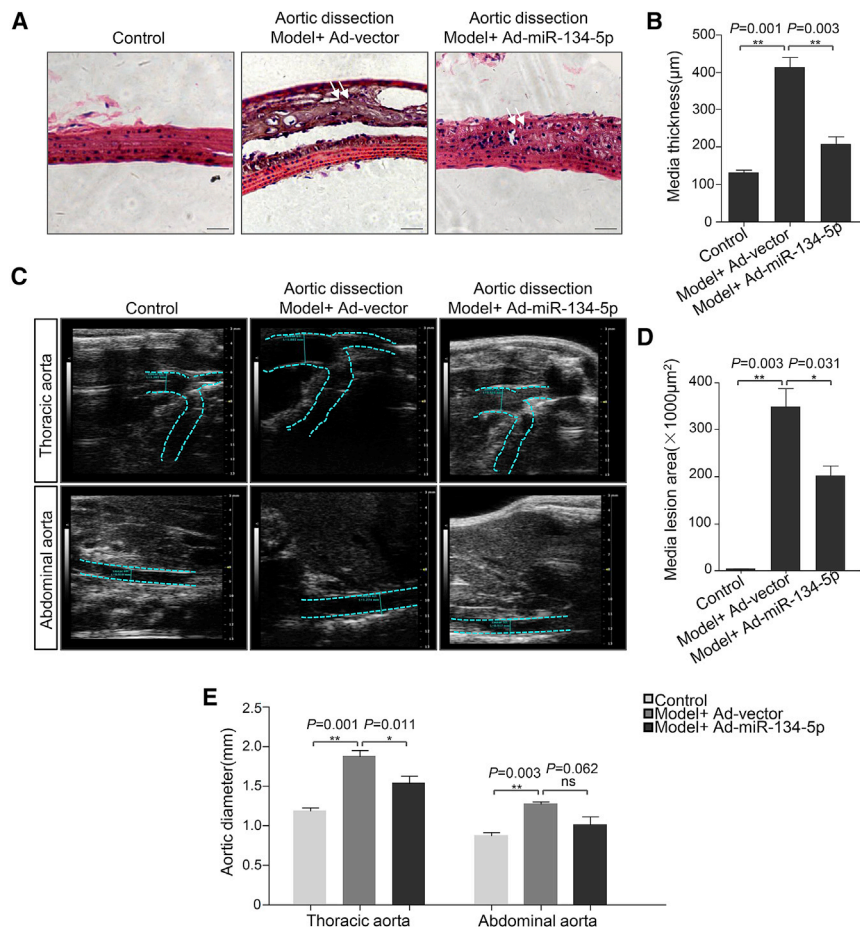 A
Control
Aortic dissection
Model+ Ad-vector
Aortic dissection
Model+ Ad-miR-134-5p
B
P=0.001 P=0.003
** **
Media thickness(μm)
500
400
300
200
100
0
Control
Model+ Ad-vector
Model+ Ad-miR-134-5p
C
Control
Aortic dissection
Model+ Ad-vector
Aortic dissection
Model+ Ad-miR-134-5p
Thoracic aorta
Abdominal aorta
D
P=0.003 P=0.031
** *
Media lesion area(×1000μm²)
400
300
200
100
0
Control
Model+ Ad-vector
Model+ Ad-miR-134-5p
E
Control
Model+ Ad-vector
Model+ Ad-miR-134-5p
Aortic diameter(mm)
2.5
2.0
1.5
1.0
0.5
0
P=0.001 P=0.011
** *
P=0.003 P=0.062
** ns
Thoracic aorta
Abdominal aorta